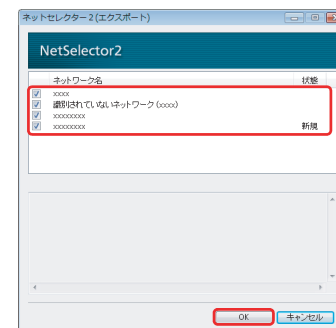 ネットセレクター2(エクスポート)
NetSelector2
ネットワーク名 状態
xxxx
識別されていないネットワーク (xxxx)
xxxxxxxx
xxxxxxxx 新規
OK キャンセル